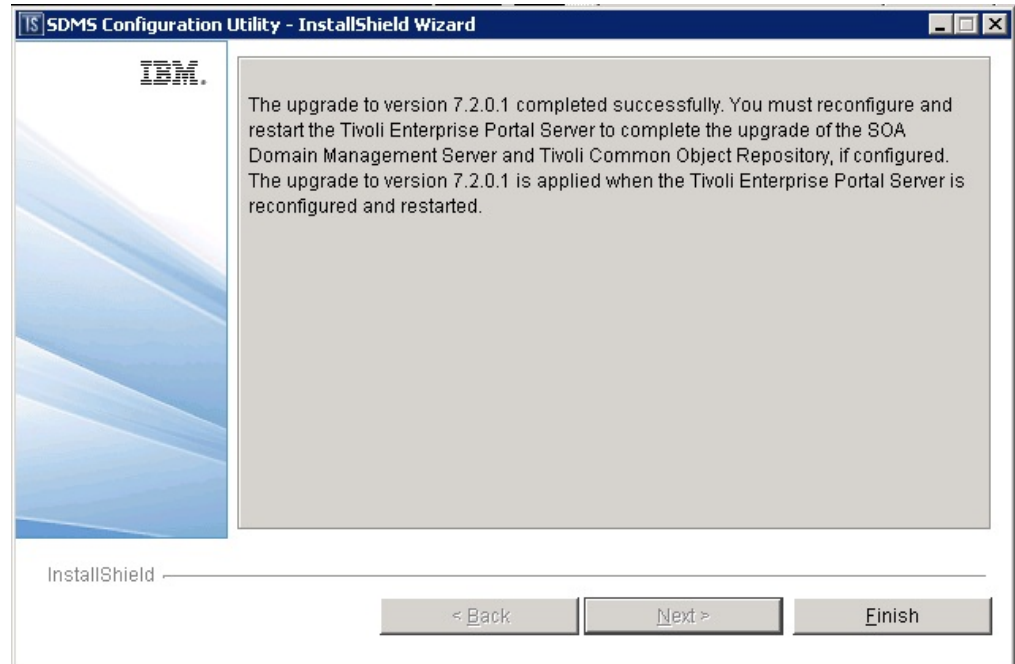 SDMS Configuration Utility - InstallShield Wizard
IBM.
The upgrade to version 7.2.0.1 completed successfully. You must reconfigure and
restart the Tivoli Enterprise Portal Server to complete the upgrade of the SOA
Domain Management Server and Tivoli Common Object Repository, if configured.
The upgrade to version 7.2.0.1 is applied when the Tivoli Enterprise Portal Server is
reconfigured and restarted.
InstallShield
< Back Next > Finish